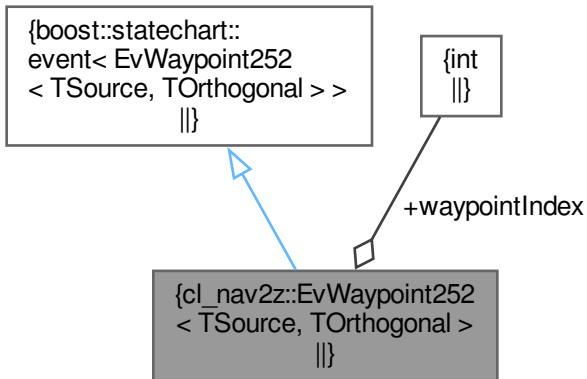 {boost::statechart::
event< EvWaypoint252
< TSource, TOrthogonal > >
||}
{int
||}
+waypointIndex
{cl_nav2z::EvWaypoint252
< TSource, TOrthogonal >
||}